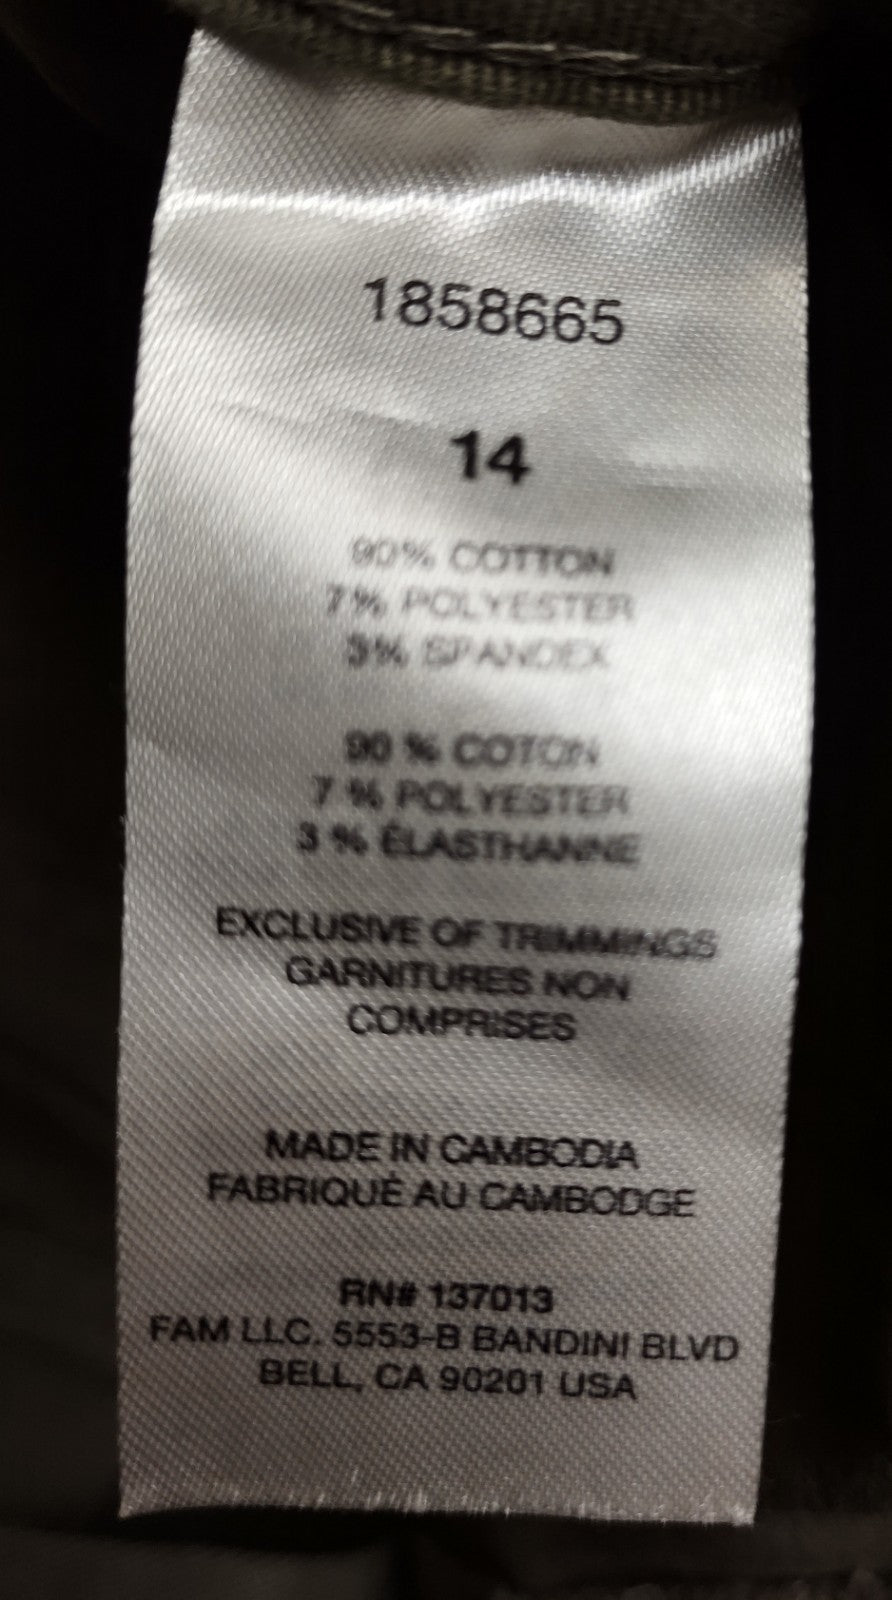 1858665
14
90% COTTON
7% POLYESTER
3% SPANDEX
90 % COTON
7 % POLYESTER
3 % ÉLASTHANNE
EXCLUSIVE OF TRIMMINGS
GARNITURES NON
COMPRISES
MADE IN CAMBODIA
FABRIQUÉ AU CAMBODGE
RN# 137013
FAM LLC. 5553-B BANDINI BLVD
BELL, CA 90201 USA